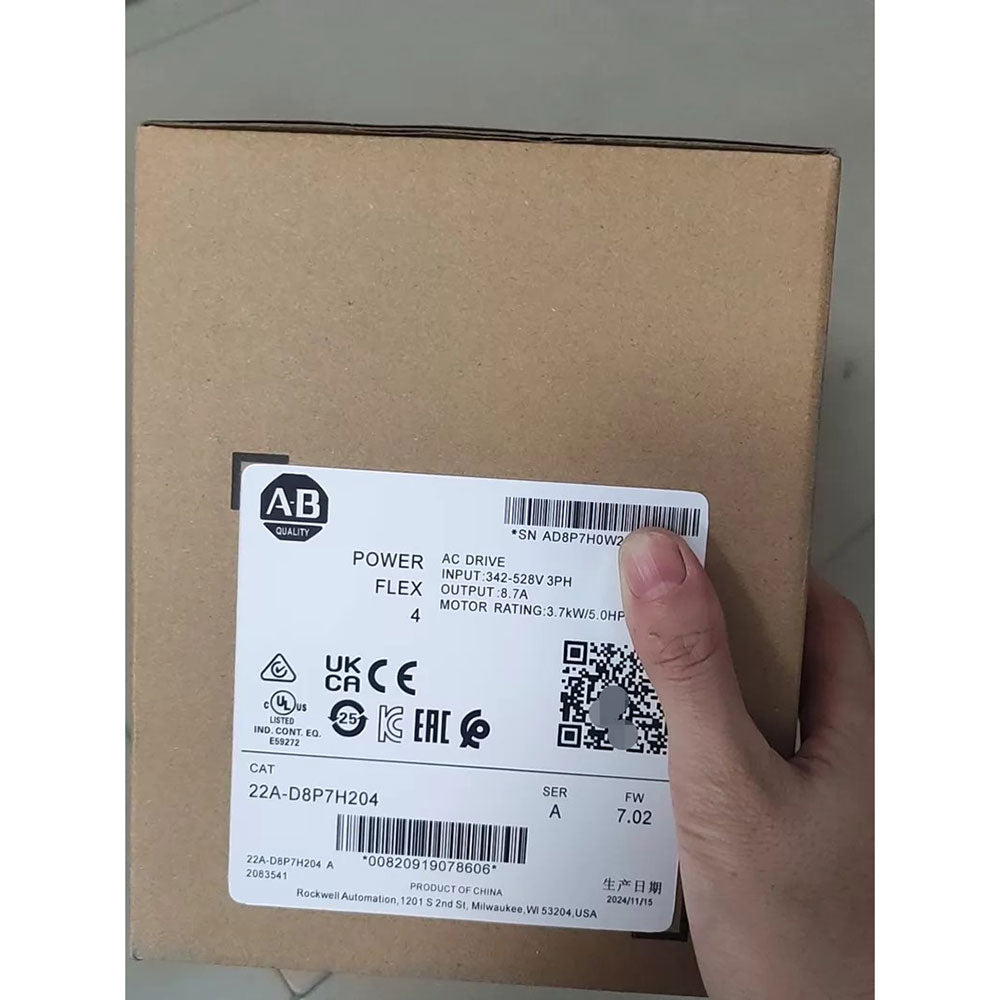 A-B
QUALITY
*SN AD8P7H0W2
POWER
FLEX
4
AC DRIVE
INPUT:342-528V 3PH
OUTPUT:8.7A
MOTOR RATING:3.7kW/5.0HP
UK
CA CE
C UL US
LISTED
IND. CONT. EQ.
E59272
25
EAC
CAT
22A-D8P7H204
SER
A
FW
7.02
22A-D8P7H204 A
2083541
*00820919078606*
PRODUCT OF CHINA
Rockwell Automation,1201 S 2nd St, Milwaukee, WI 53204,USA
生产日期
2024/11/15